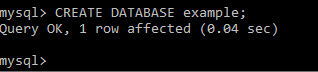 mysql> CREATE DATABASE example;
Query OK, 1 row affected (0.04 sec)
mysql>